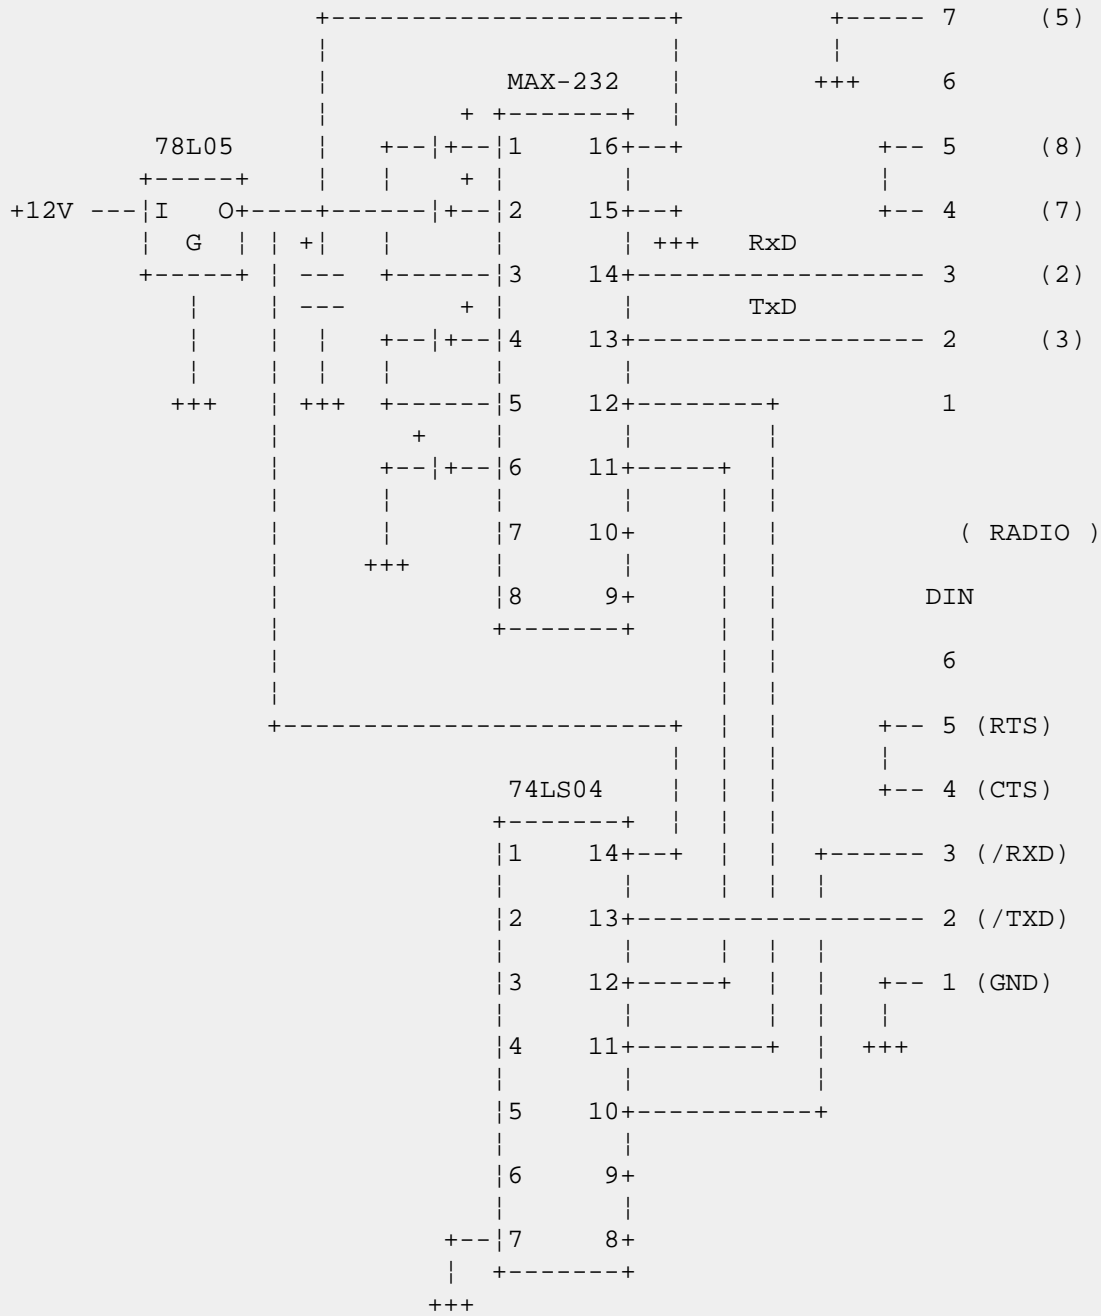 +---------------------+         +----- 7     (5)
                   ¦                     ¦         ¦
                   ¦           MAX-232   ¦        +++     6
                   ¦        + +-------+  ¦
         78L05     ¦   +--¦+--¦1    16+--+            +-- 5     (8)
        +-----+    ¦   ¦    + ¦       ¦               ¦
+12V ---¦I   O+----+------¦+--¦2    15+--+            +-- 4     (7)
        ¦  G  ¦ ¦ +¦   ¦      ¦       ¦ +++   RxD
        +-----+ ¦ ---  +------¦3    14+------------------ 3     (2)
           ¦    ¦ ---       + ¦       ¦       TxD
           ¦    ¦  ¦   +--¦+--¦4    13+------------------ 2     (3)
           ¦    ¦  ¦   ¦      ¦       ¦
          +++   ¦ +++  +------¦5    12+--------+          1
                ¦        +    ¦       ¦        ¦
                ¦      +--¦+--¦6    11+-----+  ¦
                ¦      ¦      ¦       ¦     ¦  ¦
                ¦      ¦      ¦7    10+     ¦  ¦           ( RADIO )
                ¦     +++     ¦       ¦     ¦  ¦
                ¦             ¦8     9+     ¦  ¦         DIN
                ¦             +-------+     ¦  ¦
                ¦                           ¦  ¦          6
                ¦                           ¦  ¦
                +------------------------+  ¦  ¦      +-- 5 (RTS)
                                         ¦  ¦  ¦      ¦
                               74LS04    ¦  ¦  ¦      +-- 4 (CTS)
                              +-------+  ¦  ¦  ¦
                              ¦1    14+--+  ¦  ¦  +------ 3 (/RXD)
                              ¦       ¦     ¦  ¦  ¦
                              ¦2    13+------------------ 2 (/TXD)
                              ¦       ¦     ¦  ¦  ¦
                              ¦3    12+-----+  ¦  ¦   +-- 1 (GND)
                              ¦       ¦        ¦  ¦   ¦
                              ¦4    11+--------+  ¦  +++
                              ¦       ¦           ¦
                              ¦5    10+-----------+
                              ¦       ¦
                              ¦6     9+
                              ¦       ¦
                           +--¦7     8+
                           ¦  +-------+
                          +++